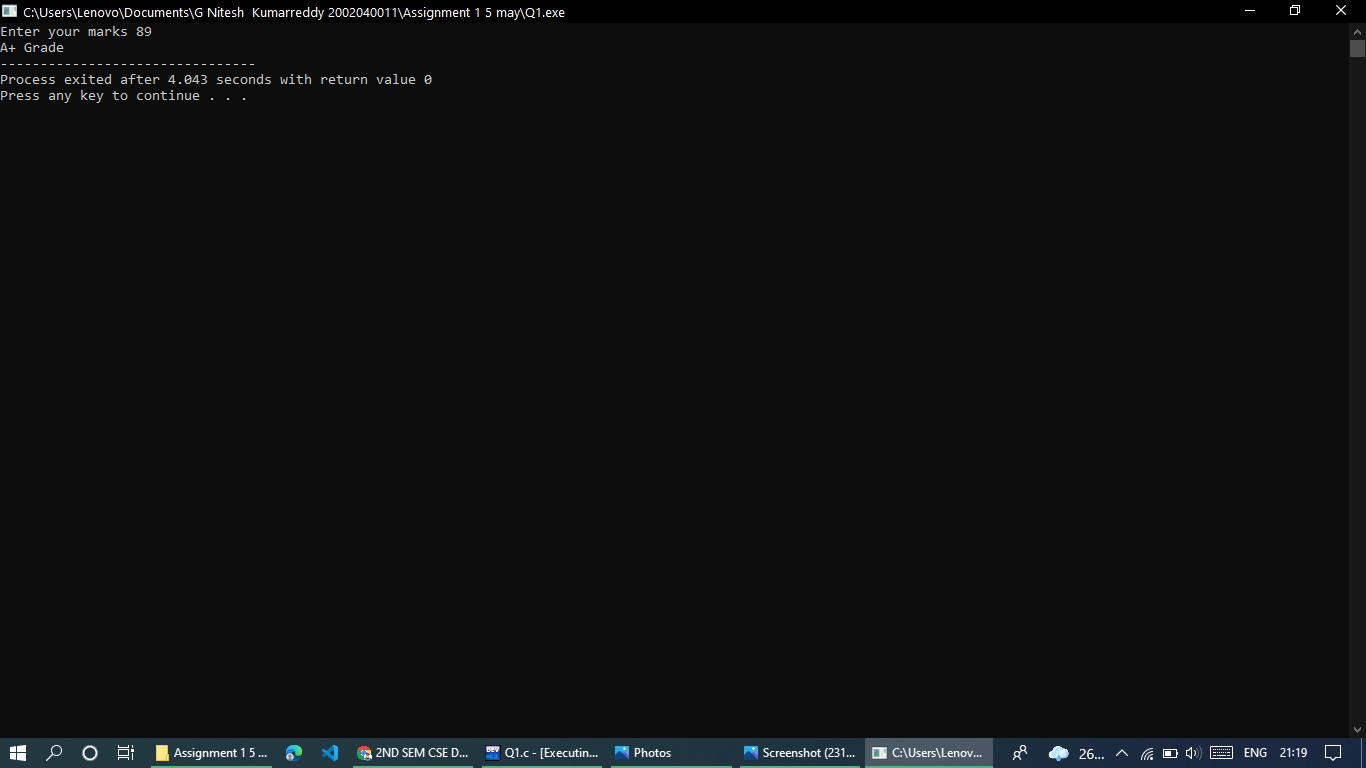 C:\Users\Lenovo\Documents\G Nitesh  Kumarreddy 2002040011\Assignment 1 5 may\Q1.exe
Enter your marks 89
A+ Grade
--------------------------------
Process exited after 4.043 seconds with return value 0
Press any key to continue . . .
Assignment 1 5 ...
2ND SEM CSE D...
DEV
Q1.c - [Executin...
Photos
Screenshot (231...
C:\Users\Lenov...
26...
ENG
21:19